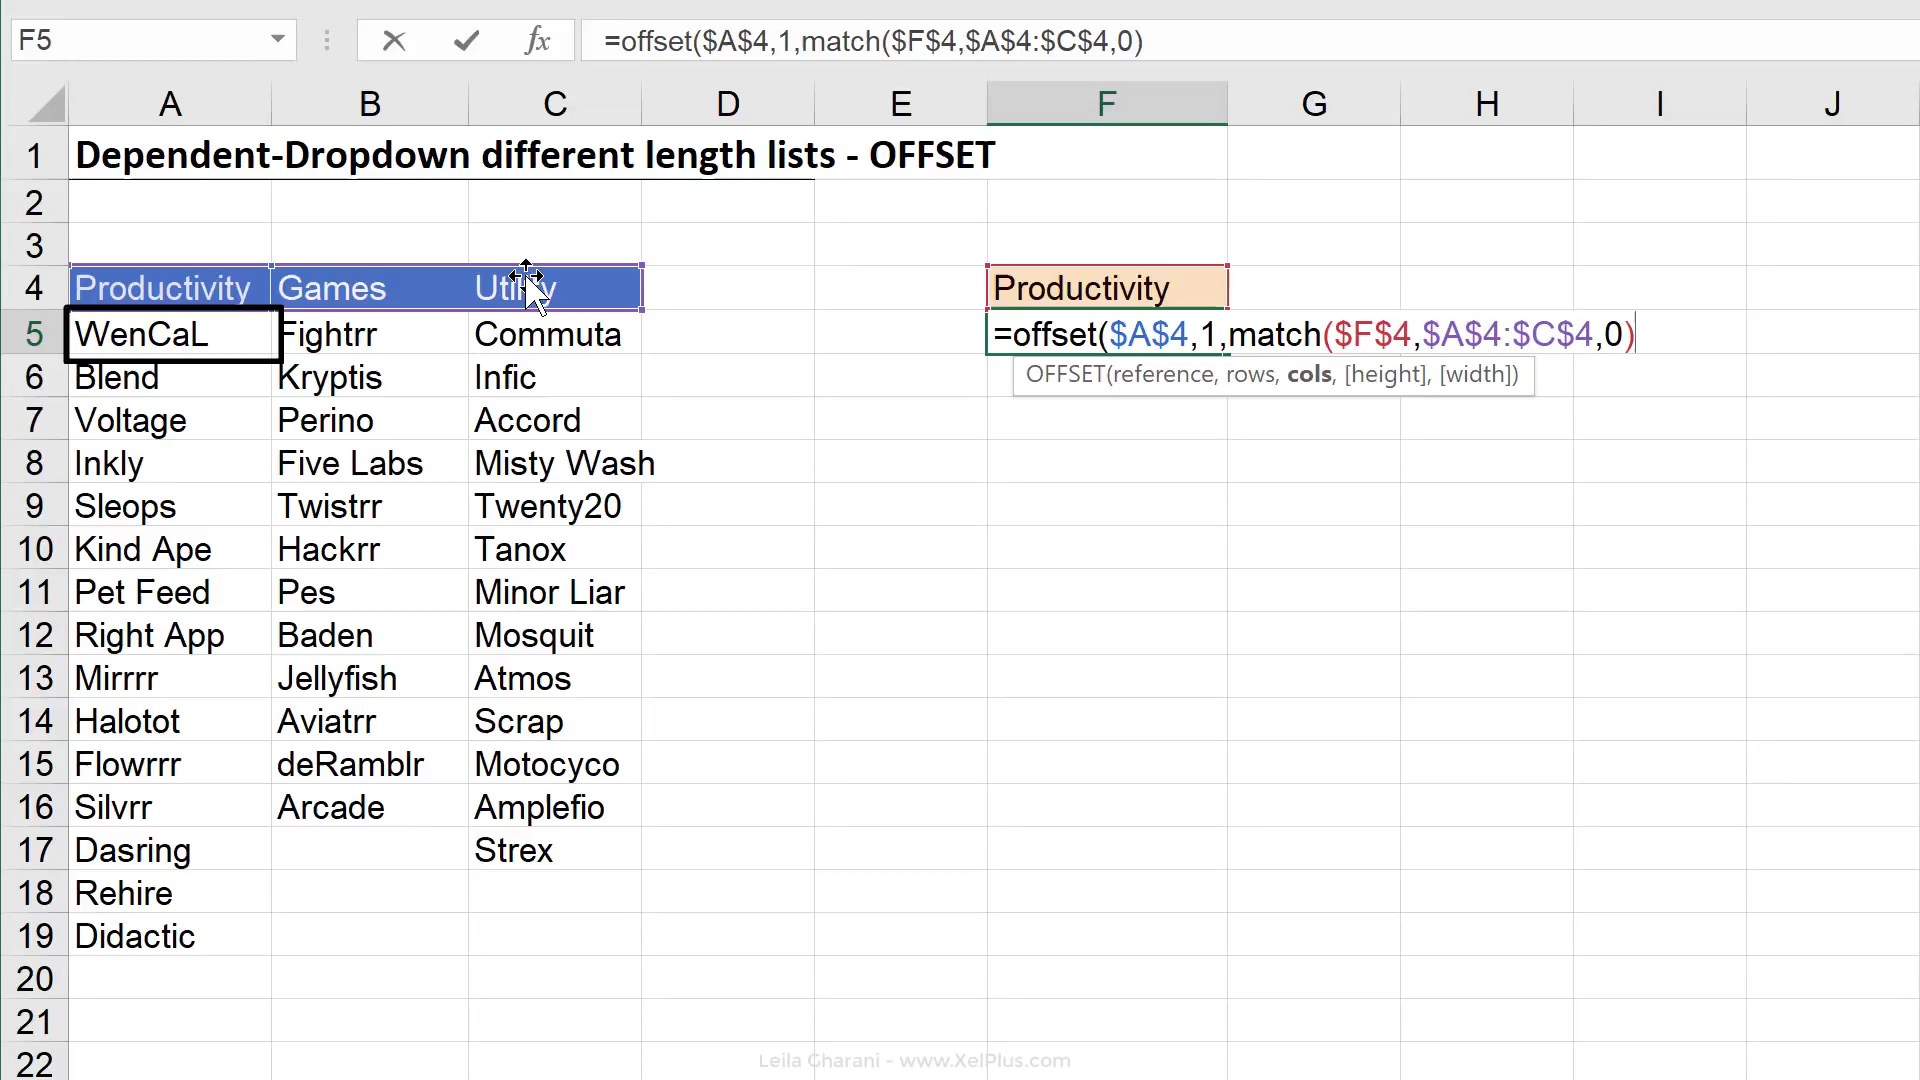 F5 fx =offset($A$4,1,match($F$4,$A$4:$C$4,0)
A B C D E F G H I J
1 Dependent-Dropdown different length lists - OFFSET
2
3
4 Productivity Games Utility Productivity
5 WenCaL Fightrr Commuta =offset($A$4,1,match($F$4,$A$4:$C$4,0)
OFFSET(reference, rows, cols, [height], [width])
6 Blend Kryptis Infic
7 Voltage Perino Accord
8 Inkly Five Labs Misty Wash
9 Sleops Twistrr Twenty20
10 Kind Ape Hackrr Tanox
11 Pet Feed Pes Minor Liar
12 Right App Baden Mosquit
13 Mirrrr Jellyfish Atmos
14 Halotot Aviatrr Scrap
15 Flowrrr deRamblr Motocyco
16 Silvrr Arcade Amplefio
17 Dasring Strex
18 Rehire
19 Didactic
20
21
22
Leila Gharani - www.XelPlus.com